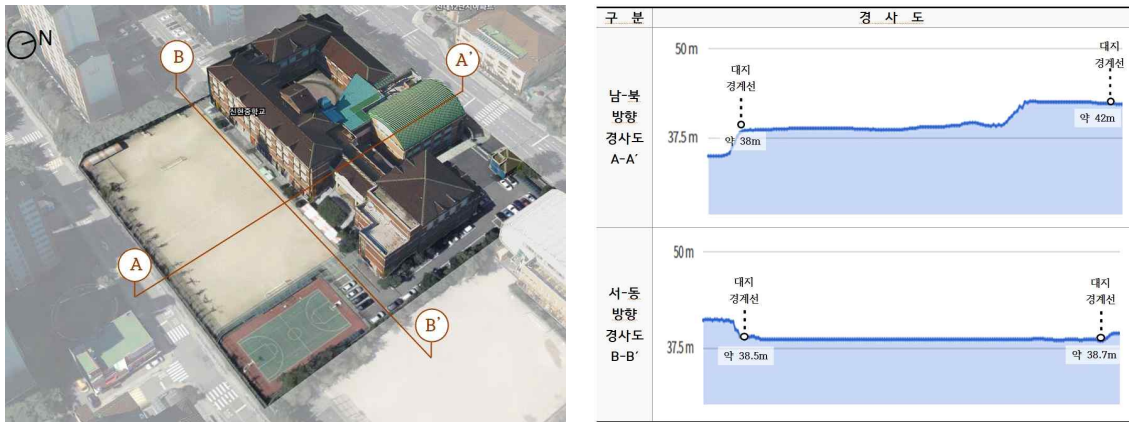 N
B
A'
신현중학교
A
B'
구 분
경 사 도
남-북
방향
경사도
A-A′
50m
37.5m
대지
경계선
약 38m
대지
경계선
약 42m
서-동
방향
경사도
B-B′
50m
37.5m
대지
경계선
약 38.5m
대지
경계선
약 38.7m